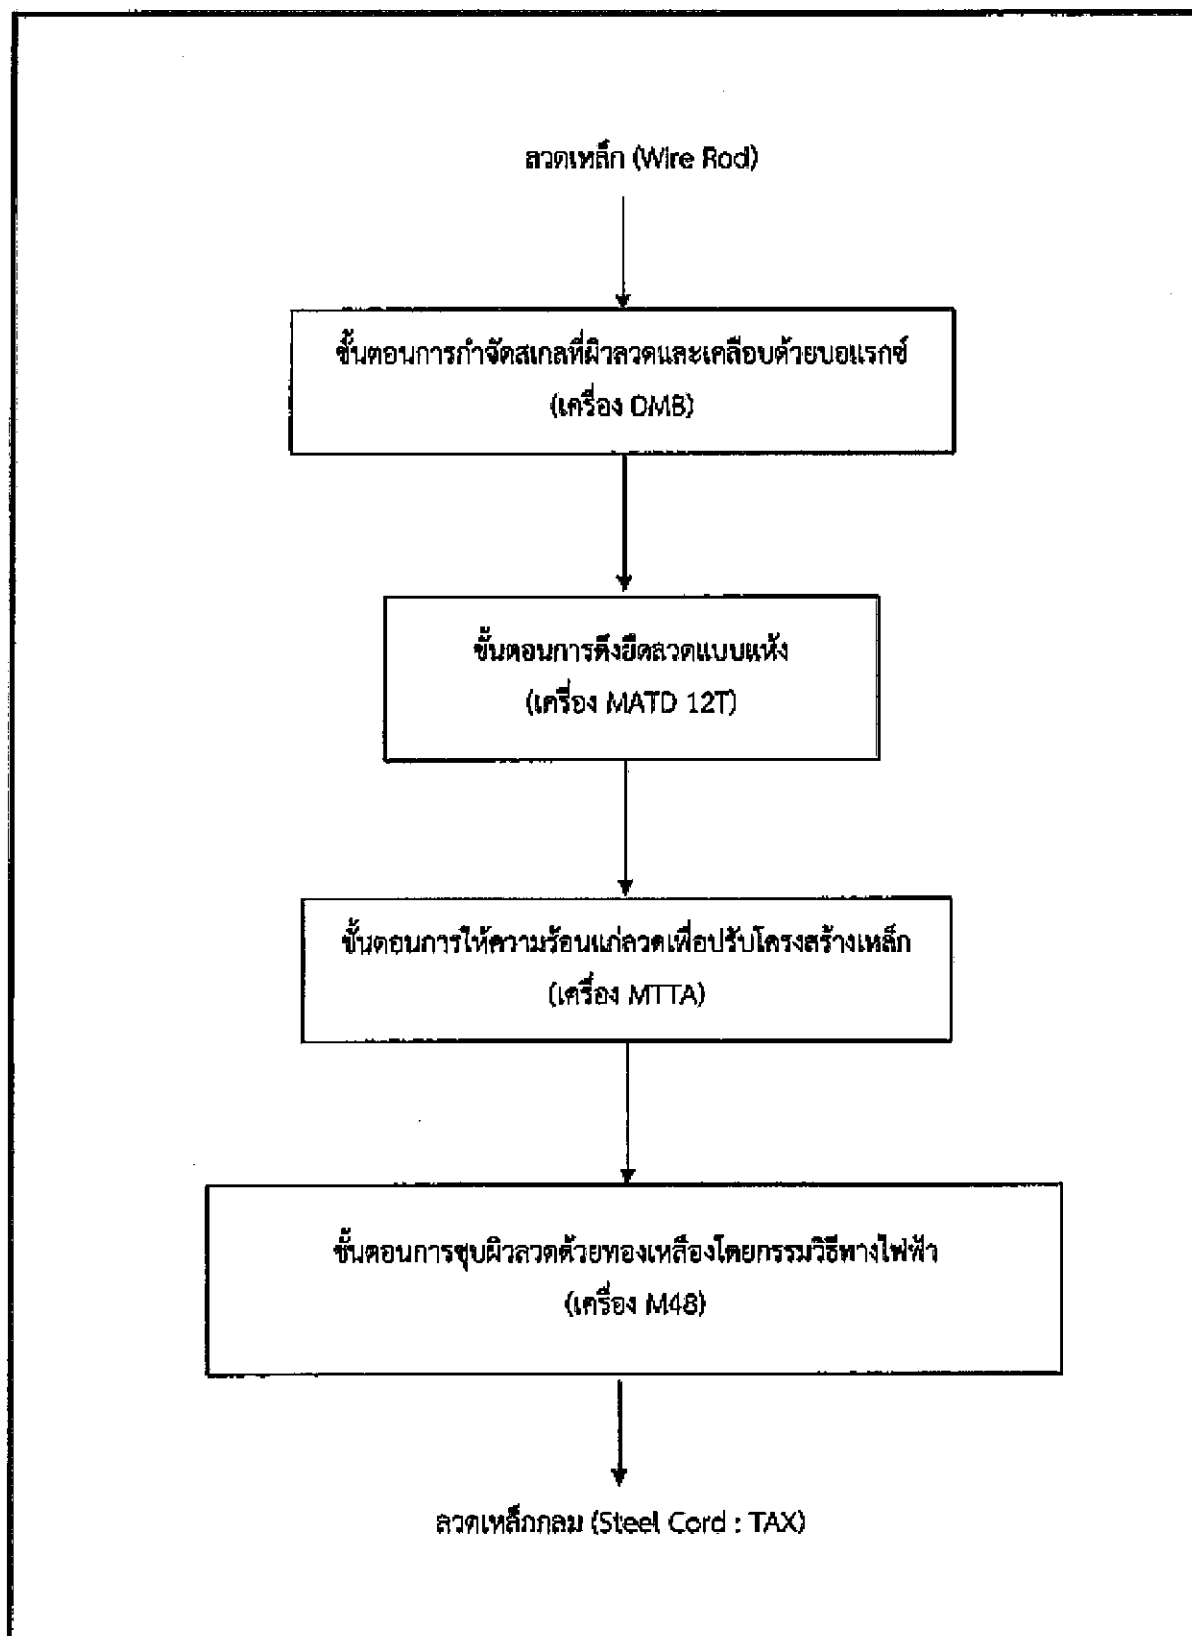 ลวดเหล็ก (Wire Rod)
ขั้นตอนการกำจัดสเกลที่ผิวลวดและเคลือบด้วยบอแรกซ์
(เครื่อง DMB)
ขั้นตอนการดึงยืดลวดแบบแห้ง
(เครื่อง MATD 12T)
ขั้นตอนการให้ความร้อนแก่ลวดเพื่อปรับโครงสร้างเหล็ก
(เครื่อง MTTA)
ขั้นตอนการชุบผิวลวดด้วยทองเหลืองโดยกรรมวิธีทางไฟฟ้า
(เครื่อง M48)
ลวดเหล็กกลม (Steel Cord : TAX)